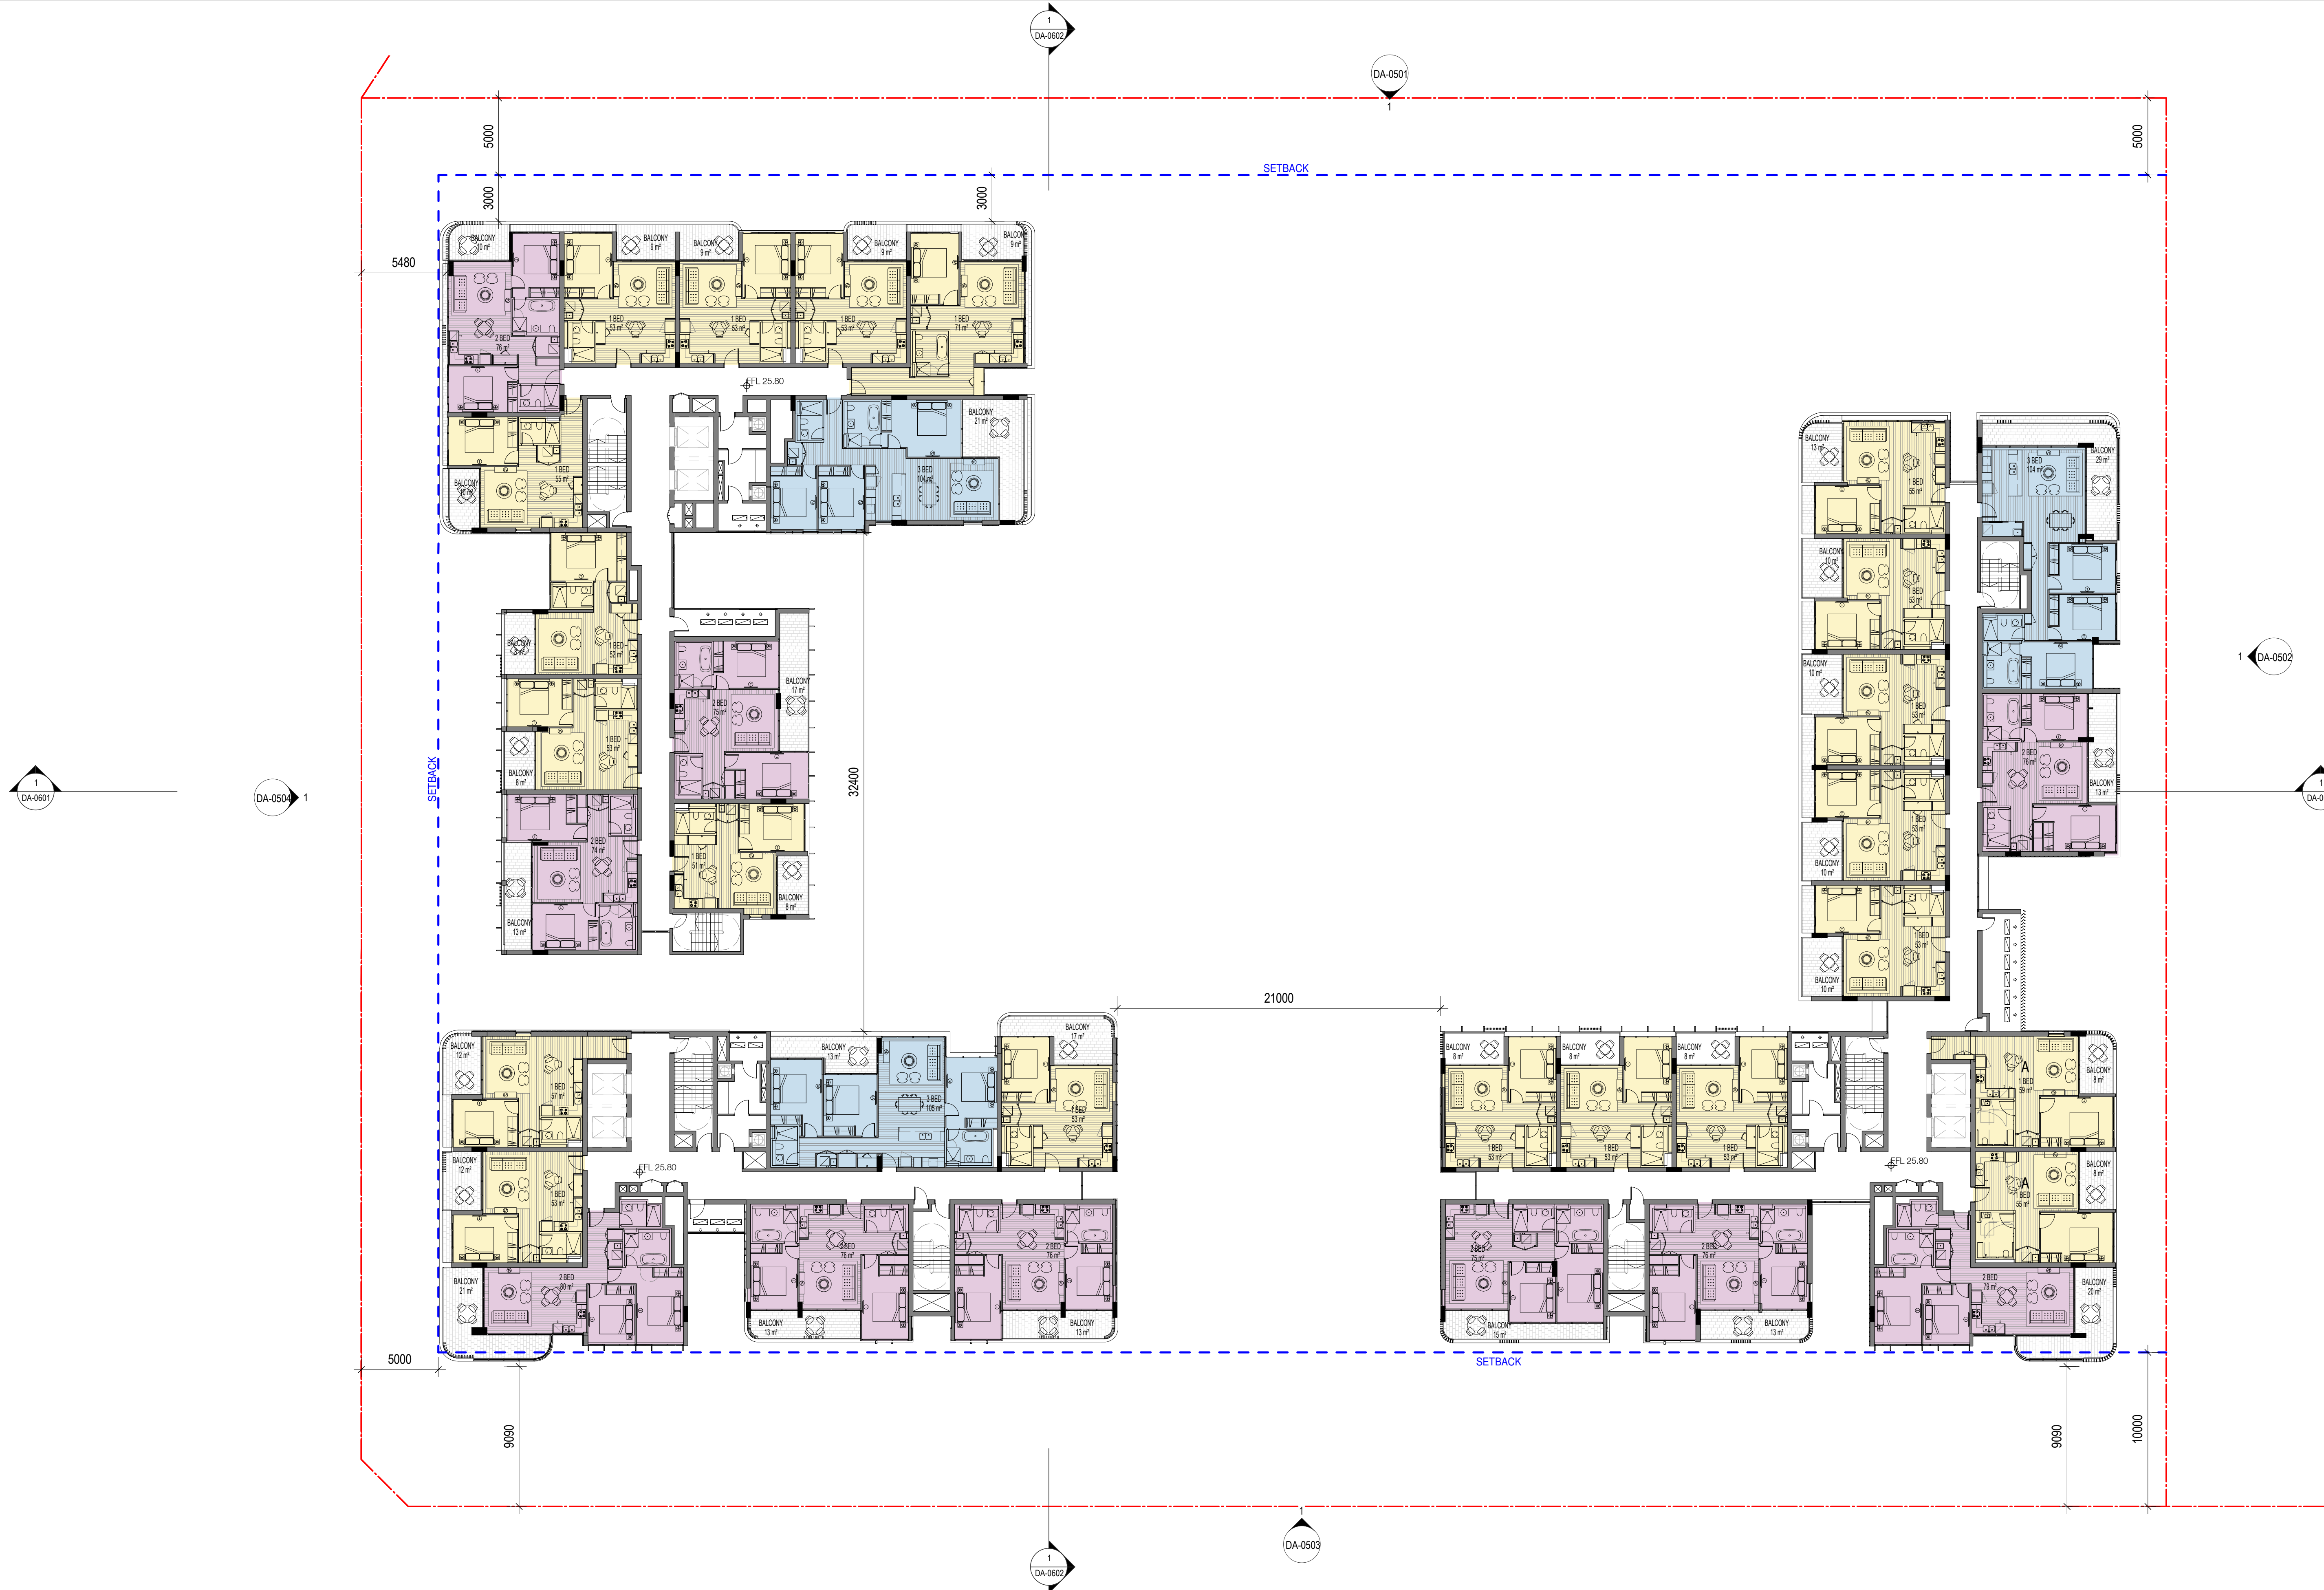 1
DA-0602
DA-0501
1
5000
5000
SETBACK
3000
3000
BALCONY
10 m²
BALCONY
9 m²
BALCONY
9 m²
BALCONY
9 m²
BALCONY
9 m²
5480
1 BED
53 m²
1 BED
53 m²
1 BED
53 m²
1 BED
71 m²
2 BED
76 m²
FFL 25.80
BALCONY
21 m²
3 BED
104 m²
1 BED
55 m²
BALCONY
10 m²
BALCONY
13 m²
1 BED
55 m²
3 BED
104 m²
BALCONY
29 m²
BALCONY
10 m²
1 BED
53 m²
BALCONY
1 BED
52 m²
BALCONY
17 m²
2 BED
75 m²
BALCONY
10 m²
1 BED
53 m²
1
DA-0502
1 BED
53 m²
BALCONY
8 m²
2 BED
76 m²
BALCONY
13 m²
SETBACK
32400
1
DA-0601
DA-0504
1
1
DA-0
2 BED
74 m²
1 BED
51 m²
BALCONY
8 m²
BALCONY
13 m²
1 BED
53 m²
BALCONY
10 m²
1 BED
53 m²
BALCONY
10 m²
21000
BALCONY
12 m²
1 BED
57 m²
BALCONY
13 m²
3 BED
105 m²
BALCONY
17 m²
1 BED
53 m²
BALCONY
8 m²
BALCONY
8 m²
BALCONY
8 m²
1 BED
53 m²
1 BED
53 m²
1 BED
53 m²
A
1 BED
59 m²
BALCONY
8 m²
BALCONY
12 m²
1 BED
53 m²
FFL 25.80
FFL 25.80
A
1 BED
55 m²
BALCONY
8 m²
BALCONY
21 m²
2 BED
80 m²
2 BED
76 m²
2 BED
76 m²
2 BED
75 m²
2 BED
76 m²
2 BED
79 m²
BALCONY
20 m²
BALCONY
13 m²
BALCONY
13 m²
BALCONY
15 m²
BALCONY
13 m²
5000
SETBACK
9090
9090
10000
1
DA-0503
1
DA-0602